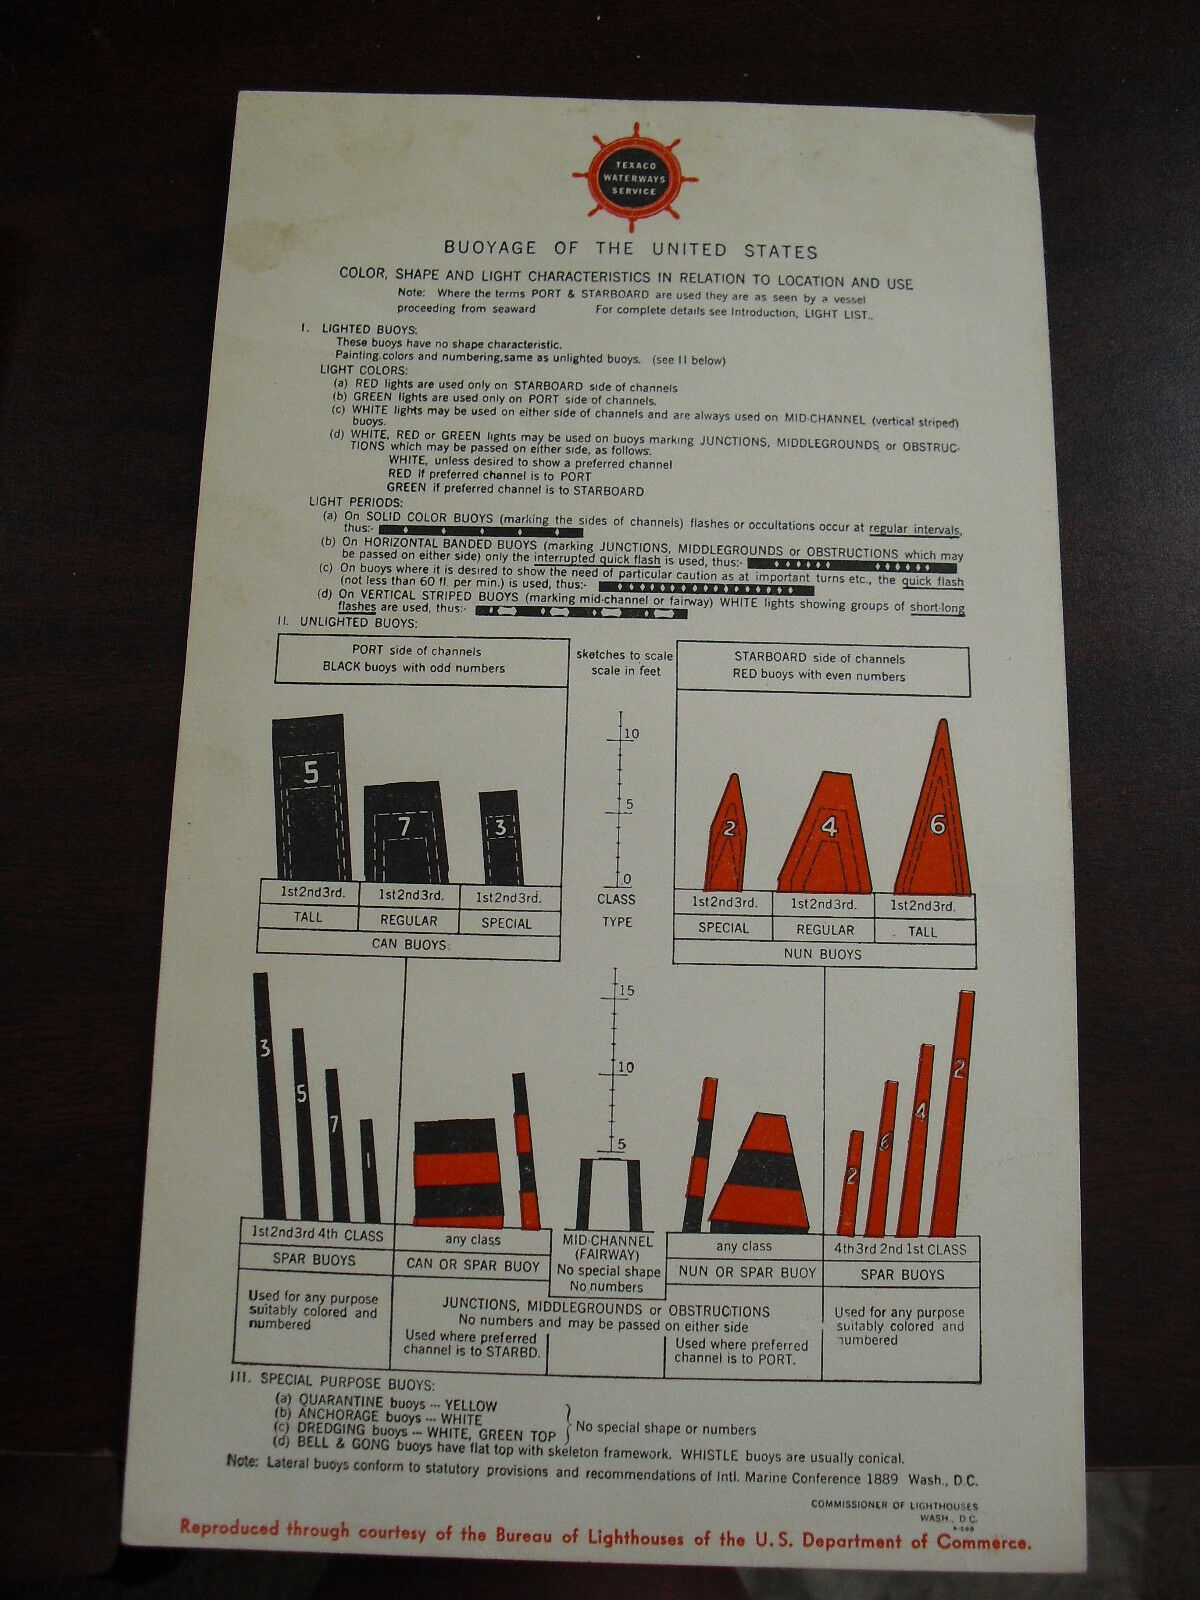 TEXACO
WATERWAYS
SERVICE
BUOYAGE OF THE UNITED STATES
COLOR, SHAPE AND LIGHT CHARACTERISTICS IN RELATION TO LOCATION AND USE
Note: Where the terms PORT & STARBOARD are used they are as seen by a vessel
proceeding from seaward For complete details see Introduction, LIGHT LIST.
I. LIGHTED BUOYS:
These buoys have no shape characteristic.
Painting.colors and numbering,same as unlighted buoys. (see II below)
LIGHT COLORS:
(a) RED lights are used only on STARBOARD side of channels
(b) GREEN lights are used only on PORT side of channels.
(c) WHITE lights may be used on either side of channels and are always used on MID-CHANNEL (vertical striped)
buoys.
(d) WHITE, RED or GREEN lights may be used on buoys marking JUNCTIONS, MIDDLEGROUNDS or OBSTRUC-
TIONS which may be passed on either side, as follows:
WHITE, unless desired to show a preferred channel
RED if preferred channel is to PORT
GREEN if preferred channel is to STARBOARD
LIGHT PERIODS:
(a) On SOLID COLOR BUOYS (marking the sides of channels) flashes or occultations occur at regular intervals,
thus:-
(b) On HORIZONTAL BANDED BUOYS (marking JUNCTIONS, MIDDLEGROUNDS or OBSTRUCTIONS which may
be passed on either side) only the interrupted quick flash is used, thus:-
(c) On buoys where it is desired to show the need of particular caution as at important turns etc., the quick flash
(not less than 60 fl. per min.) is used, thus:-
(d) On VERTICAL STRIPED BUOYS (marking mid-channel or fairway) WHITE lights showing groups of short-long
flashes are used, thus:-
II. UNLIGHTED BUOYS:
PORT side of channels
BLACK buoys with odd numbers
sketches to scale
scale in feet
STARBOARD side of channels
RED buoys with even numbers
5
7
3
10
5
0
2
4
6
1st2nd3rd. 1st2nd3rd. 1st2nd3rd.
CLASS
1st2nd3rd. 1st2nd3rd. 1st2nd3rd.
TALL REGULAR SPECIAL
TYPE
SPECIAL REGULAR TALL
CAN BUOYS:
NUN BUOYS
3
5
7
1
15
10
5
2
6
4
2
1st2nd3rd 4th CLASS
SPAR BUOYS
any class
CAN OR SPAR BUOY
MID-CHANNEL
(FAIRWAY)
No special shape
No numbers
any class
NUN OR SPAR BUOY
4th3rd 2nd 1st CLASS
SPAR BUOYS
Used for any purpose
suitably colored and
numbered
JUNCTIONS, MIDDLEGROUNDS or OBSTRUCTIONS
No numbers and may be passed on either side
Used where preferred
channel is to STARBD.
Used where preferred
channel is to PORT.
Used for any purpose
suitably colored and
numbered
III. SPECIAL PURPOSE BUOYS:
(a) QUARANTINE buoys --- YELLOW
(b) ANCHORAGE buoys --- WHITE
(c) DREDGING buoys --- WHITE, GREEN TOP
No special shape or numbers
(d) BELL & GONG buoys have flat top with skeleton framework. WHISTLE buoys are usually conical.
Note: Lateral buoys conform to statutory provisions and recommendations of Intl. Marine Conference 1889 Wash., D.C.
COMMISSIONER OF LIGHTHOUSES
WASH., D.C.
Reproduced through courtesy of the Bureau of Lighthouses of the U.S. Department of Commerce.